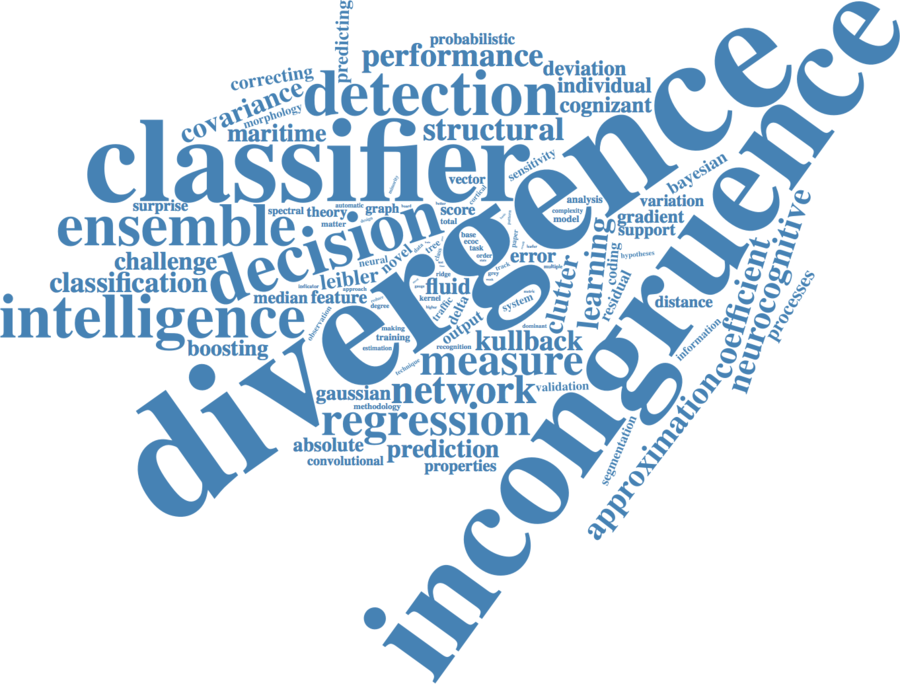 predicting
probabilistic
performance
correcting
deviation
individual
covariance
detection
cognizant
morphology
maritime
structural
classifier
divergence
incongruence
sensitivity
vector
cortical
bayesian
surprise
spectral
theory
automatic
graph
score
total
matter
analysis
complexity
model
variation
gradient
support
ensemble
decision
challenge
classification
neural
novel
tree
base
ecoc
task
order
paper
error
multiple
hypotheses
leibler
approach
indicator
median
feature
degree
ridge
fluid
kernel
higher
traffic
delta
track
system
clutter
learning
coding
residual
distance
coefficient
neurocognitive
processes
intelligence
observation
boosting
making
training
estimation
output
dominant
kullback
recognition
measure
technique
information
gaussian
network
validation
methodology
regression
absolute
prediction
convolutional
properties
segmentation
approximation